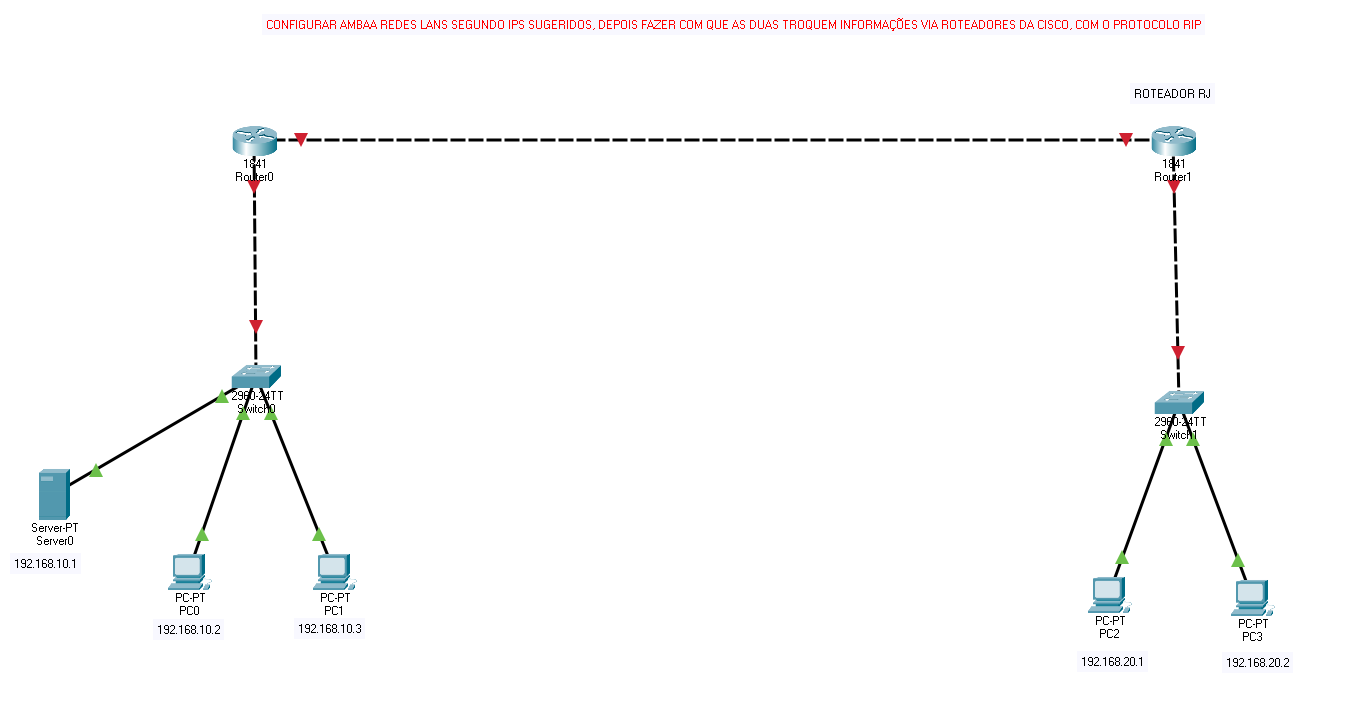 CONFIGURAR AMBAA REDES LANS SEGUNDO IPS SUGERIDOS, DEPOIS FAZER COM QUE AS DUAS TROQUEM INFORMAÇÕES VIA ROTEADORES DA CISCO, COM O PROTOCOLO RIP
ROTEADOR RJ
1841
Router0
1841
Router1
2960-24TT
Switch0
2960-24TT
Switch1
Server-PT
Server0
192.168.10.1
PC-PT
PC0
192.168.10.2
PC-PT
PC1
192.168.10.3
PC-PT
PC2
192.168.20.1
PC-PT
PC3
192.168.20.2